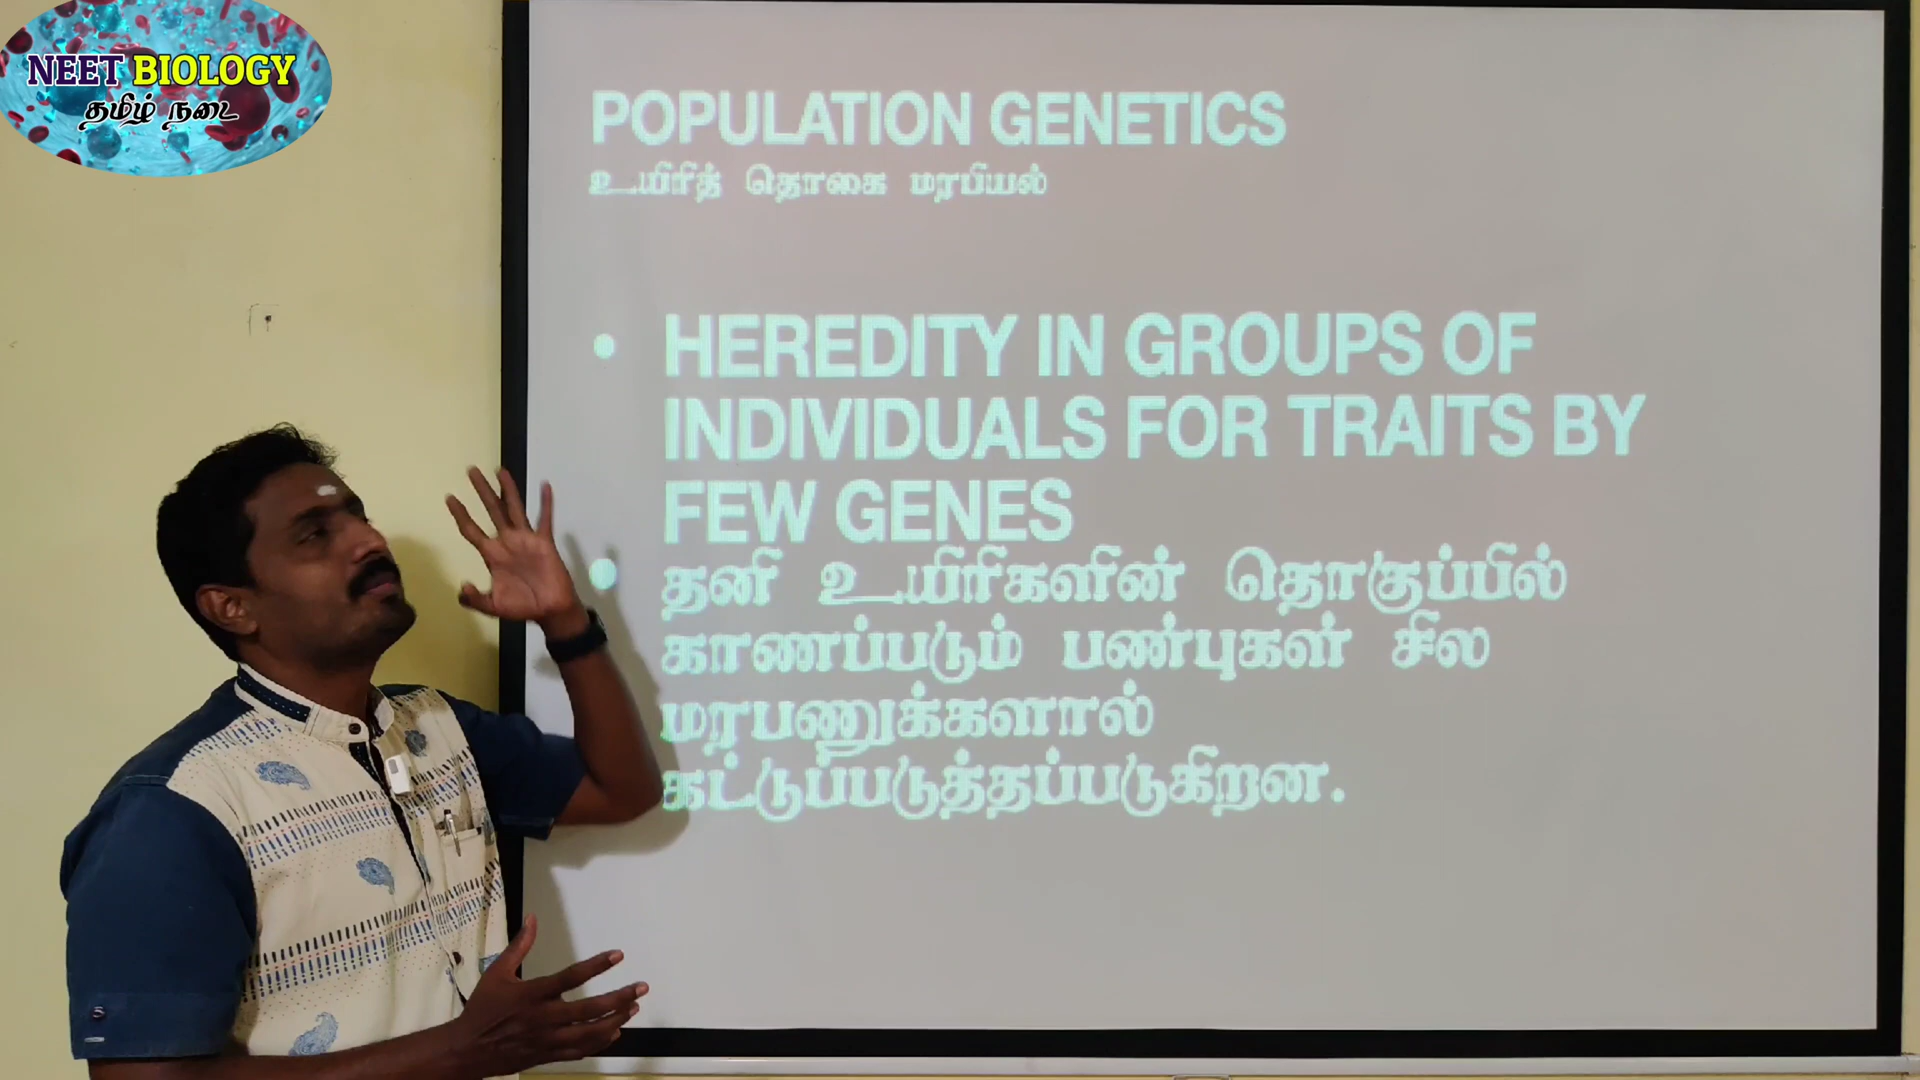 NEET BIOLOGY
தமிழ் நடை
POPULATION GENETICS
உயிரித் தொகை மரபியல்
• HEREDITY IN GROUPS OF
INDIVIDUALS FOR TRAITS BY
FEW GENES
• தனி உயிரிகளின் தொகுப்பில்
காணப்படும் பண்புகள் சில
மரபணுக்களால்
கட்டுப்படுத்தப்படுகிறன.